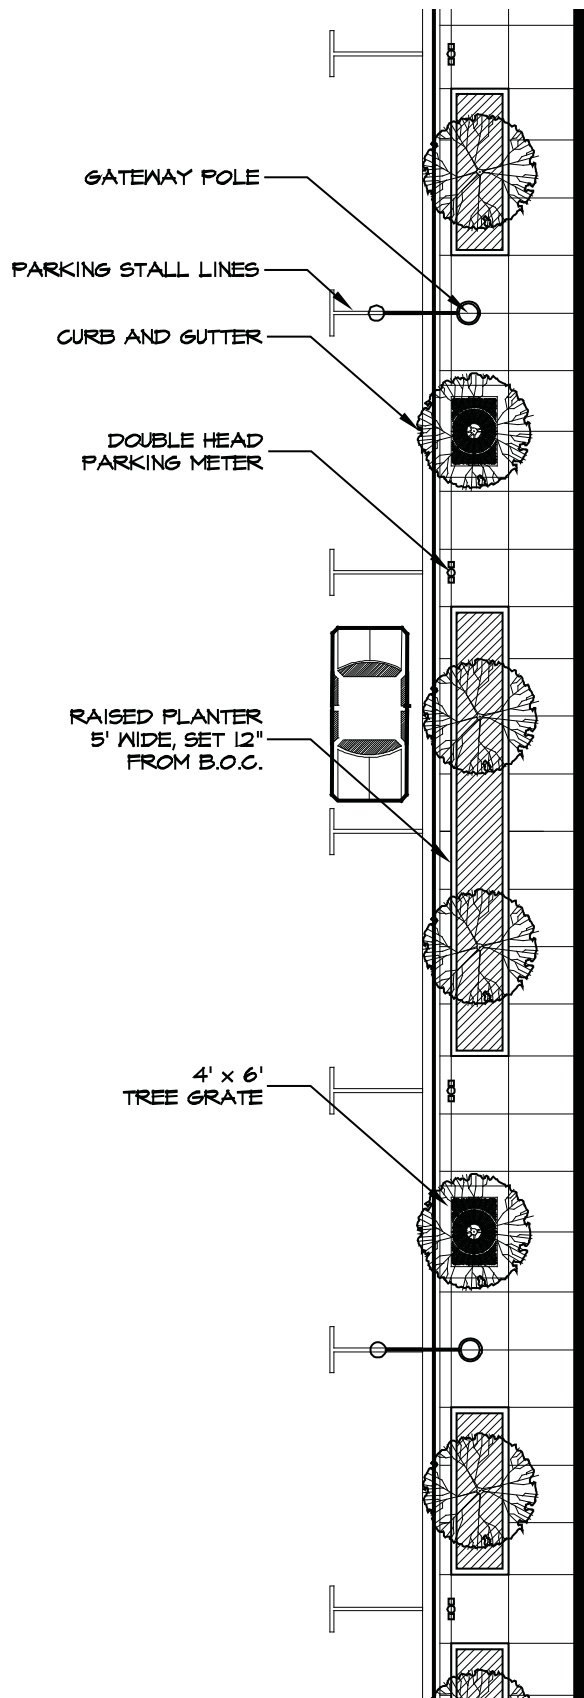 GATEWAY POLE
PARKING STALL LINES
CURB AND GUTTER
DOUBLE HEAD
PARKING METER
RAISED PLANTER
5' WIDE, SET 12"
FROM B.O.C.
4' x 6'
TREE GRATE